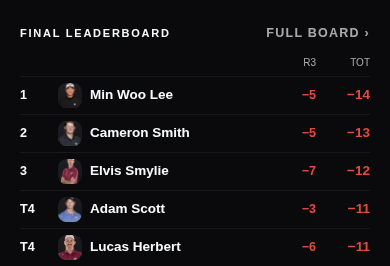 FINAL LEADERBOARD FULL BOARD ›
R3 TOT
1 Min Woo Lee −5 −14
2 Cameron Smith −5 −13
3 Elvis Smylie −7 −12
T4 Adam Scott −3 −11
T4 Lucas Herbert −6 −11